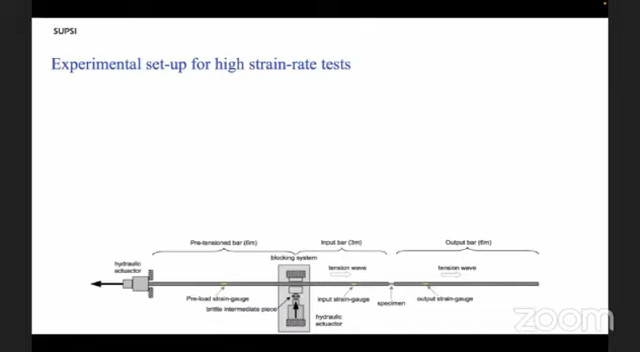 SUPSI
Experimental set-up for high strain-rate tests
Pre-tensioned bar (6m)
Input bar (3m)
Output bar (6m)
blocking system
hydraulic
actuactor
tension wave
tension wave
Pre-load strain-gauge
input strain-gauge
specimen
output strain-gauge
brittle intermediate piece
hydraulic
actuactor
zoom